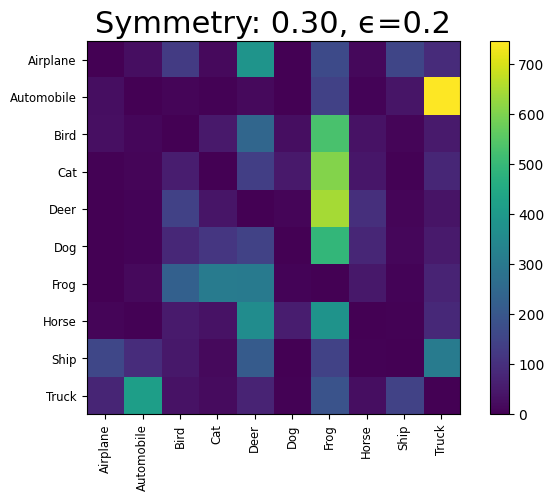 Symmetry: 0.30, ϵ=0.2
Airplane
Automobile
Bird
Cat
Deer
Dog
Frog
Horse
Ship
Truck
Airplane
Automobile
Bird
Cat
Deer
Dog
Frog
Horse
Ship
Truck
700
600
500
400
300
200
100
0